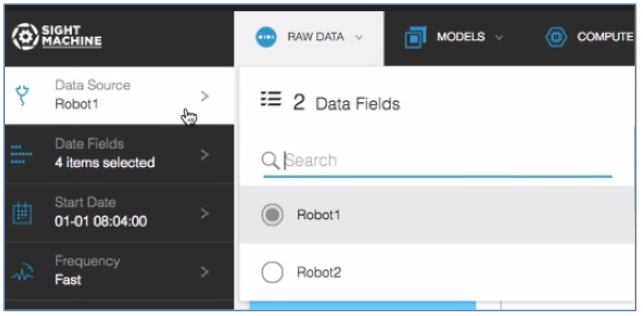 SIGHT
MACHINE
RAW DATA
MODELS
COMPUTE
Data Source
Robot1
Date Fields
4 items selected
Start Date
01-01 08:04:00
Frequency
Fast
2 Data Fields
Search
Robot1
Robot2